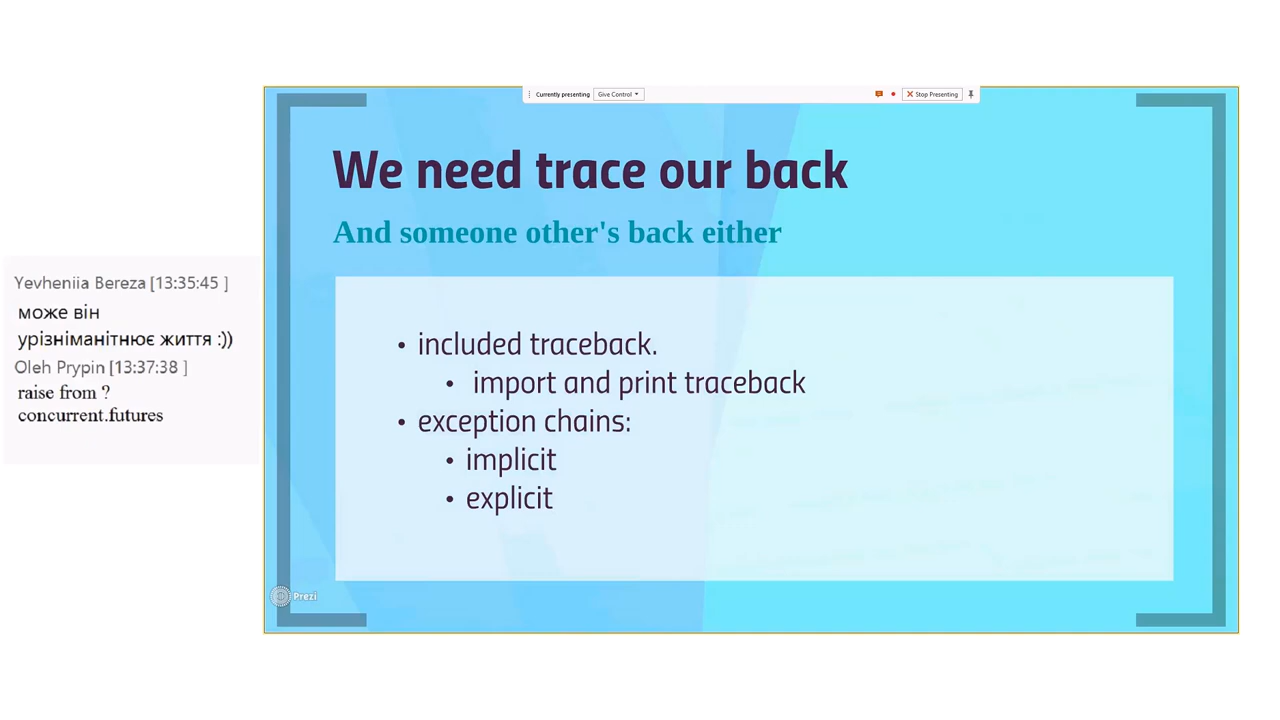 Currently presenting Give Control Stop Presenting
We need trace our back
And someone other's back either
• included traceback.
• import and print traceback
• exception chains:
• implicit
• explicit
Prezi
Yevheniia Bereza [13:35:45 ]
може він
урізніманітнює життя :))
Oleh Prypin [13:37:38 ]
raise from ?
concurrent.futures